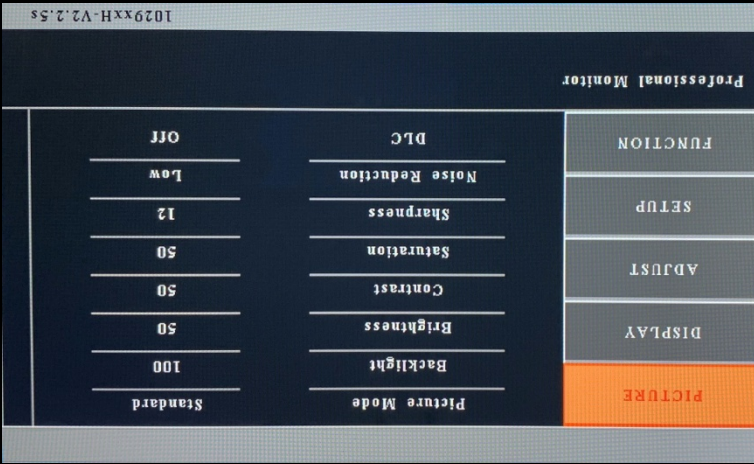 PICTURE
DISPLAY
ADJUST
SETUP
FUNCTION
Picture Mode Standard
Backlight 100
Brightness 50
Contrast 50
Saturation 50
Sharpness 12
Noise Reduction Low
DLC Off
Professional Monitor
1029xxH-V2.2.5s